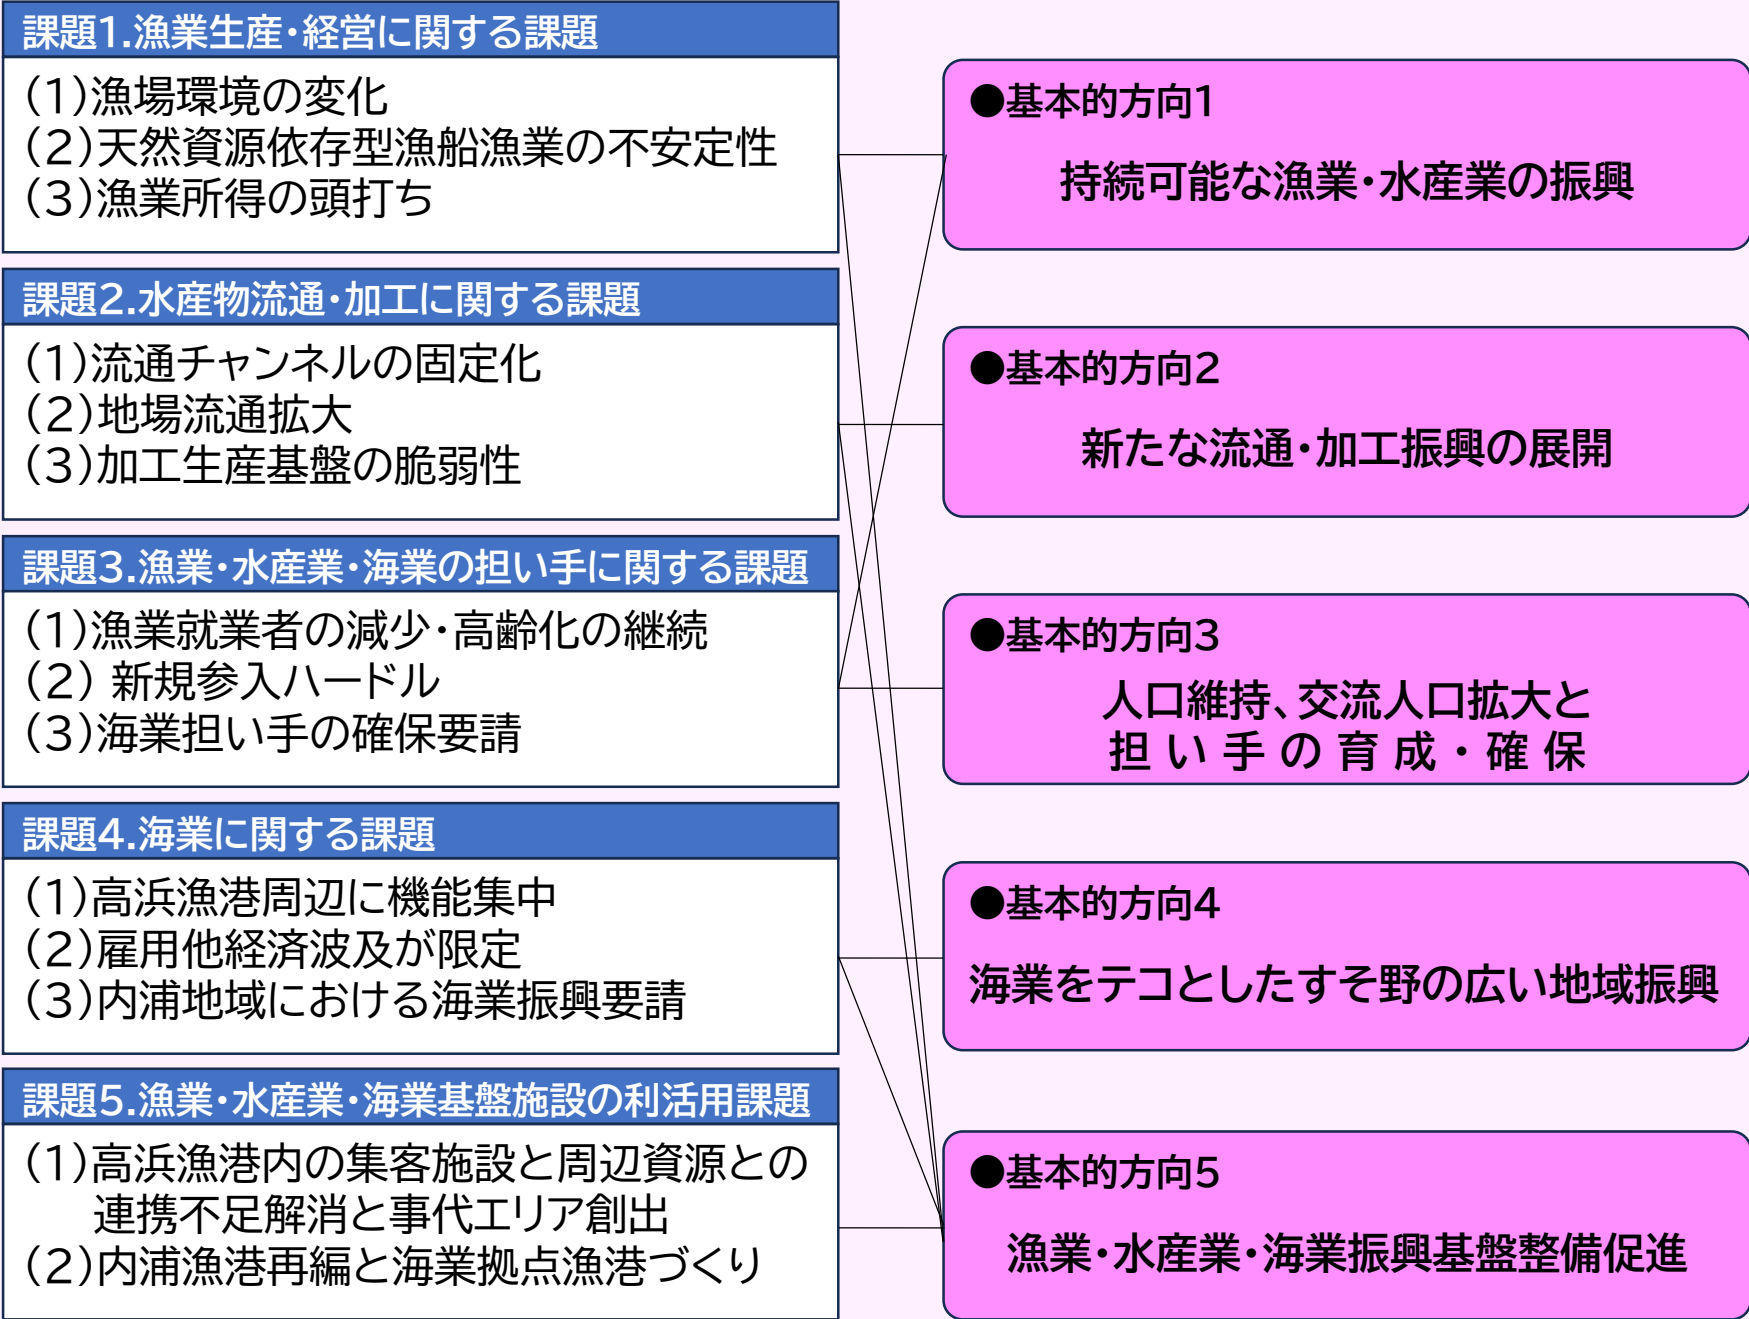 課題1.漁業生産・経営に関する課題
(1)漁場環境の変化
(2)天然資源依存型漁船漁業の不安定性
(3)漁業所得の頭打ち
課題2.水産物流通・加工に関する課題
(1)流通チャンネルの固定化
(2)地場流通拡大
(3)加工生産基盤の脆弱性
課題3.漁業・水産業・海業の担い手に関する課題
(1)漁業就業者の減少・高齢化の継続
(2) 新規参入ハードル
(3)海業担い手の確保要請
課題4.海業に関する課題
(1)高浜漁港周辺に機能集中
(2)雇用他経済波及が限定
(3)内浦地域における海業振興要請
課題5.漁業・水産業・海業基盤施設の利活用課題
(1)高浜漁港内の集客施設と周辺資源との
連携不足解消と事代エリア創出
(2)内浦漁港再編と海業拠点漁港づくり
●基本的方向1
持続可能な漁業・水産業の振興
●基本的方向2
新たな流通・加工振興の展開
●基本的方向3
人口維持、交流人口拡大と
担い手の育成・確保
●基本的方向4
海業をテコとしたすそ野の広い地域振興
●基本的方向5
漁業・水産業・海業振興基盤整備促進